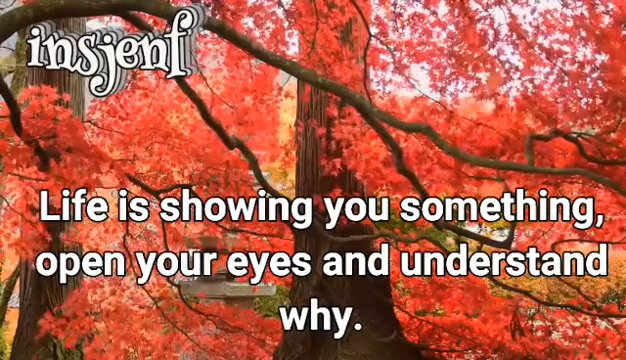 insjenf
Life is showing you something,
open your eyes and understand
why.